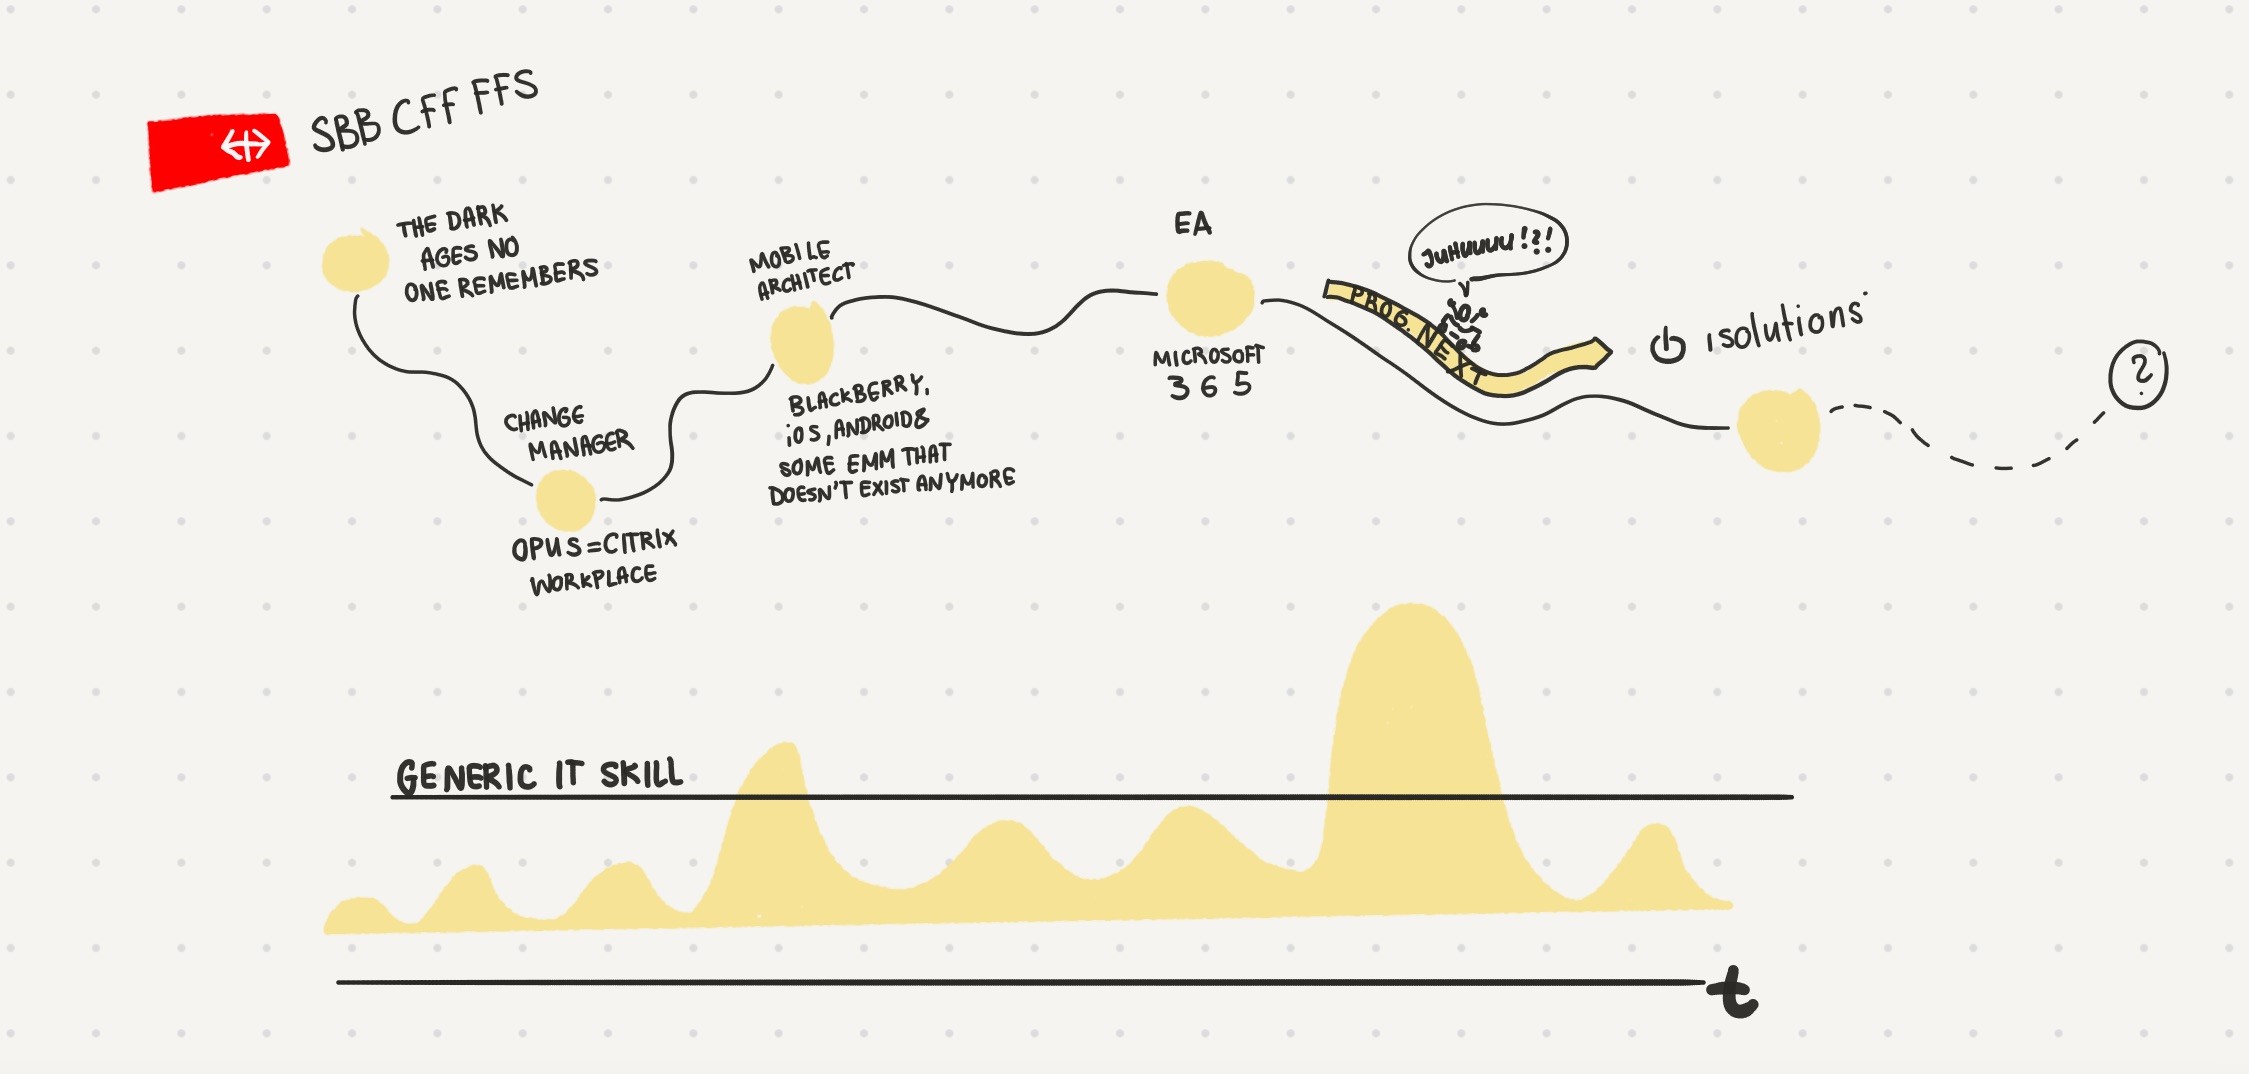 SBB CFF FFS
THE DARK
AGES NO
ONE REMEMBERS
CHANGE
MANAGER
OPUS=CITRIX
WORKPLACE
MOBILE
ARCHITECT
BLACKBERRY,
iOS, ANDROID&
SOME EMM THAT
DOESN'T EXIST ANYMORE
EA
MICROSOFT
365
JUHUUUU!?!
PROG. NEXT
isolutions
?
GENERIC IT SKILL
t